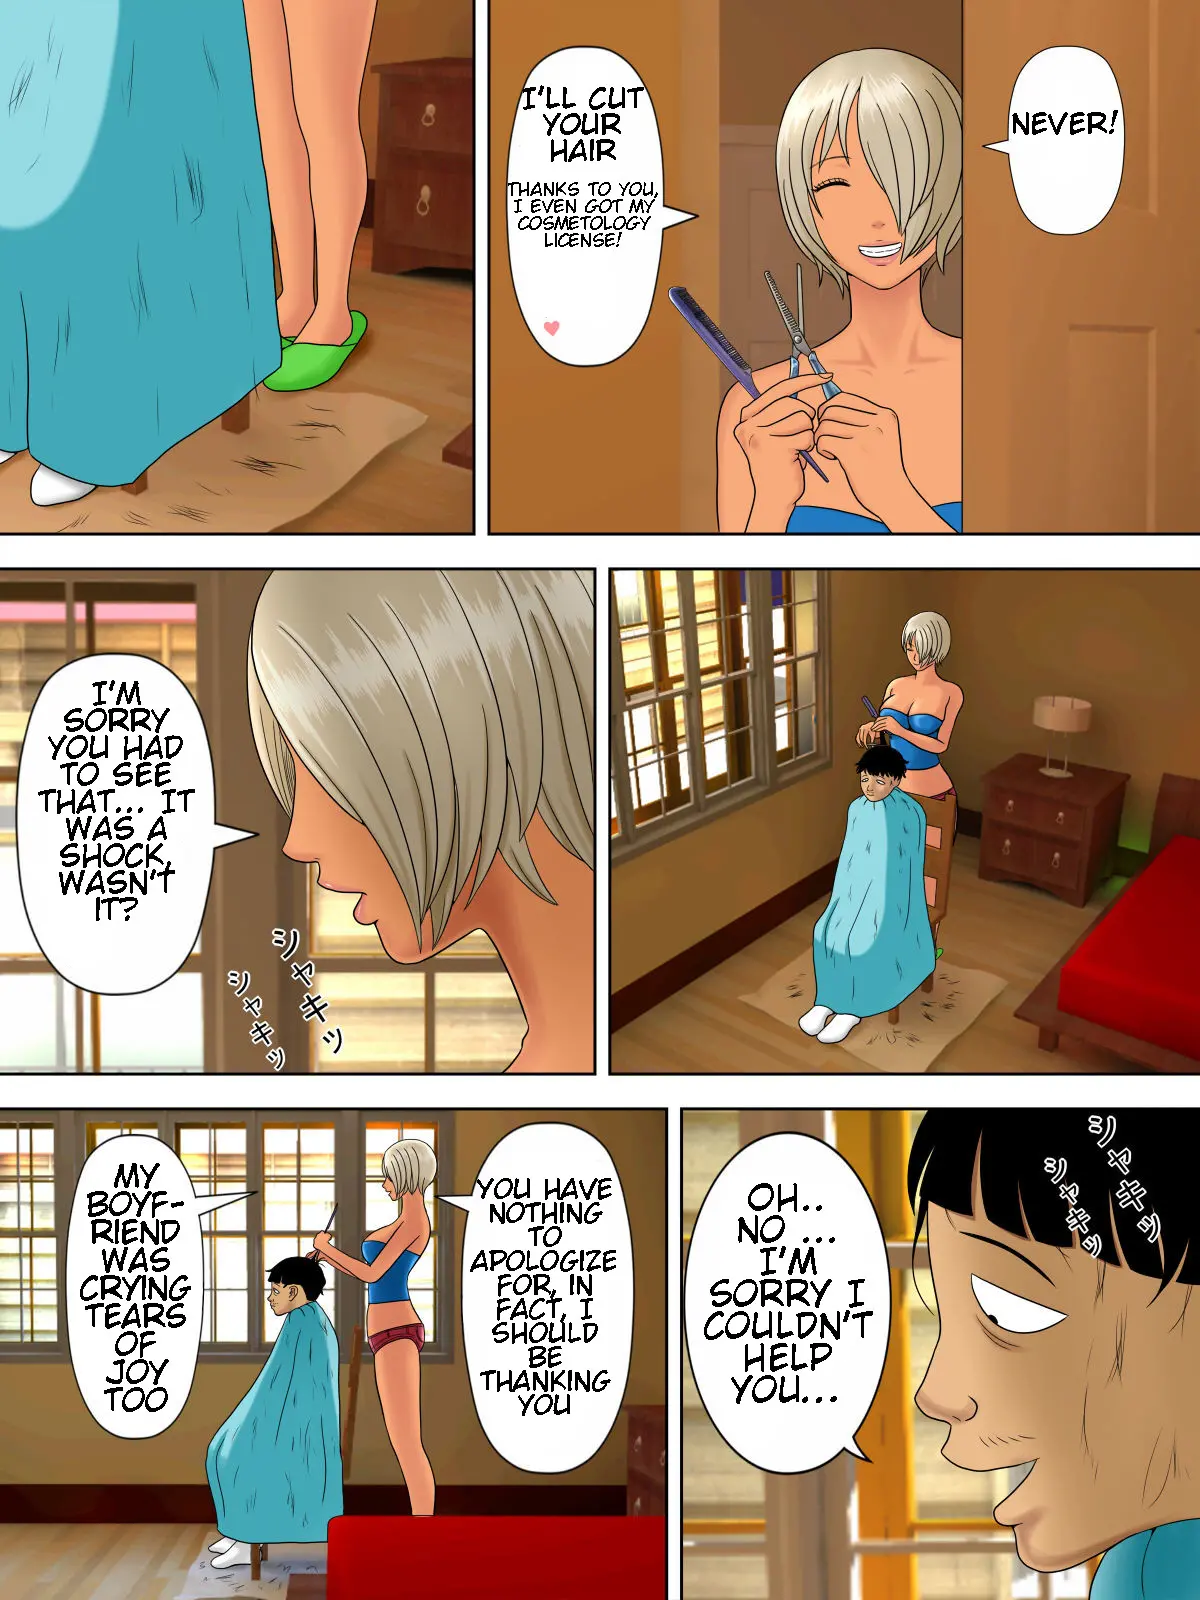 NEVER!
I'LL CUT
YOUR
HAIR
THANKS TO YOU,
I EVEN GOT MY
COSMETOLOGY
LICENSE!
I'M
SORRY
YOU HAD
TO SEE
THAT... IT
WAS A
SHOCK,
WASN'T
IT?
シャキッ
シャキッ
OH..
NO ...
I'M
SORRY I
COULDN'T
HELP
YOU...
シャキッ
シャキッ
YOU HAVE
NOTHING
TO
APOLOGIZE
FOR, IN
FACT, I
SHOULD
BE
THANKING
YOU
MY
BOYF-
RIEND
WAS
CRYING
TEARS
OF
JOY
TOO